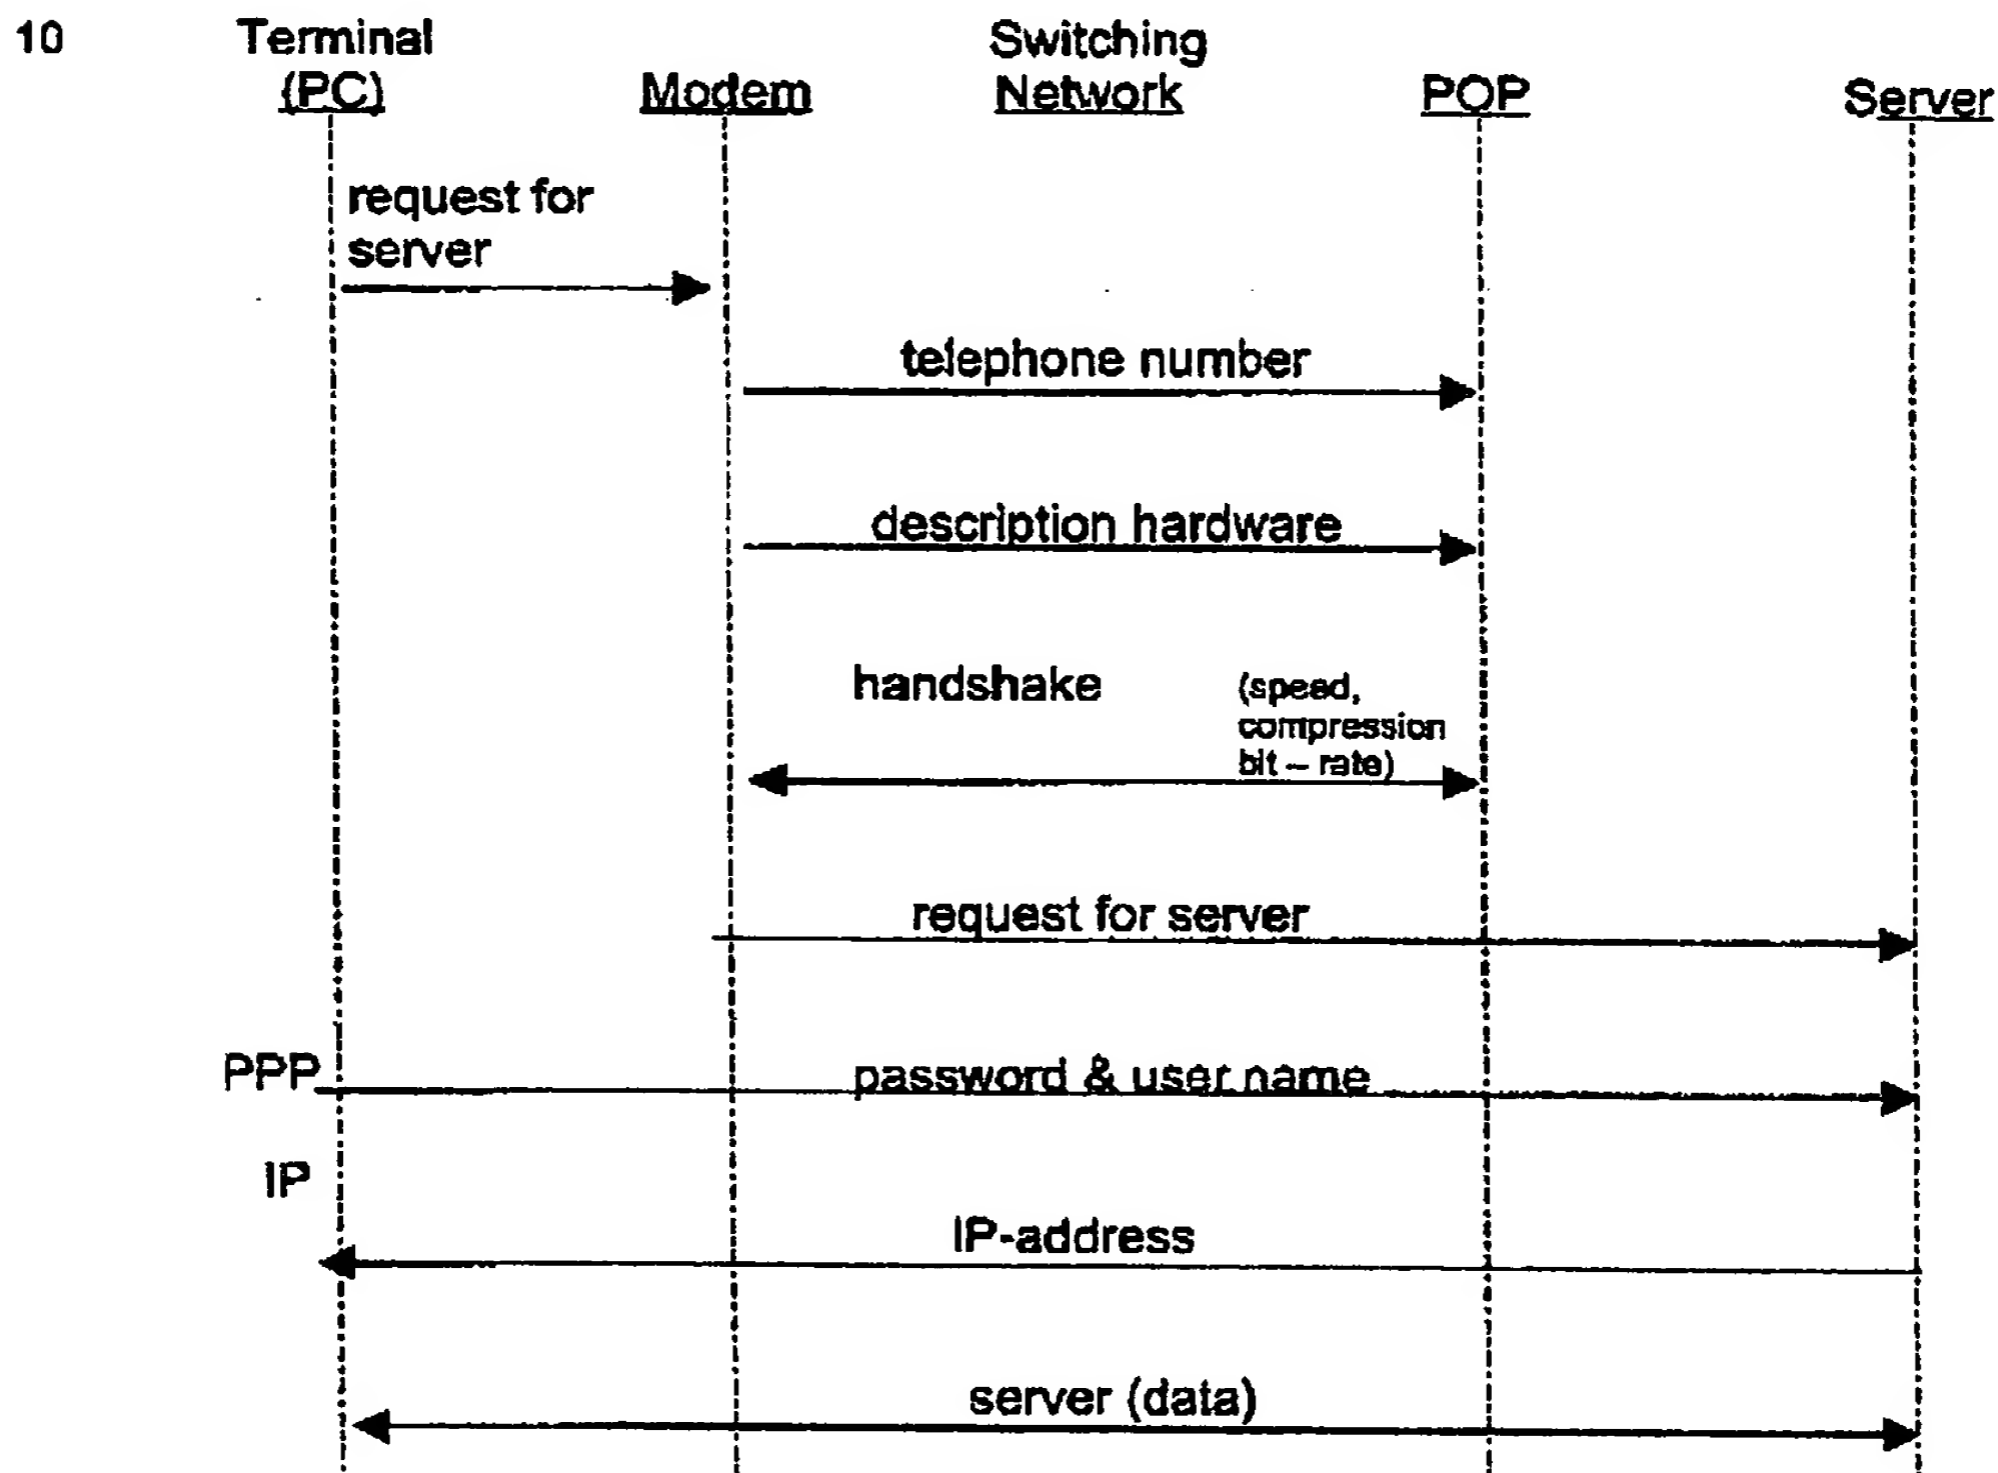 10
Terminal
(PC)
Modem
Switching
Network
POP
Server
request for
server
telephone number
description hardware
handshake
(speed,
compression
bit – rate)
request for server
PPP
password & user name
IP
IP-address
server (data)